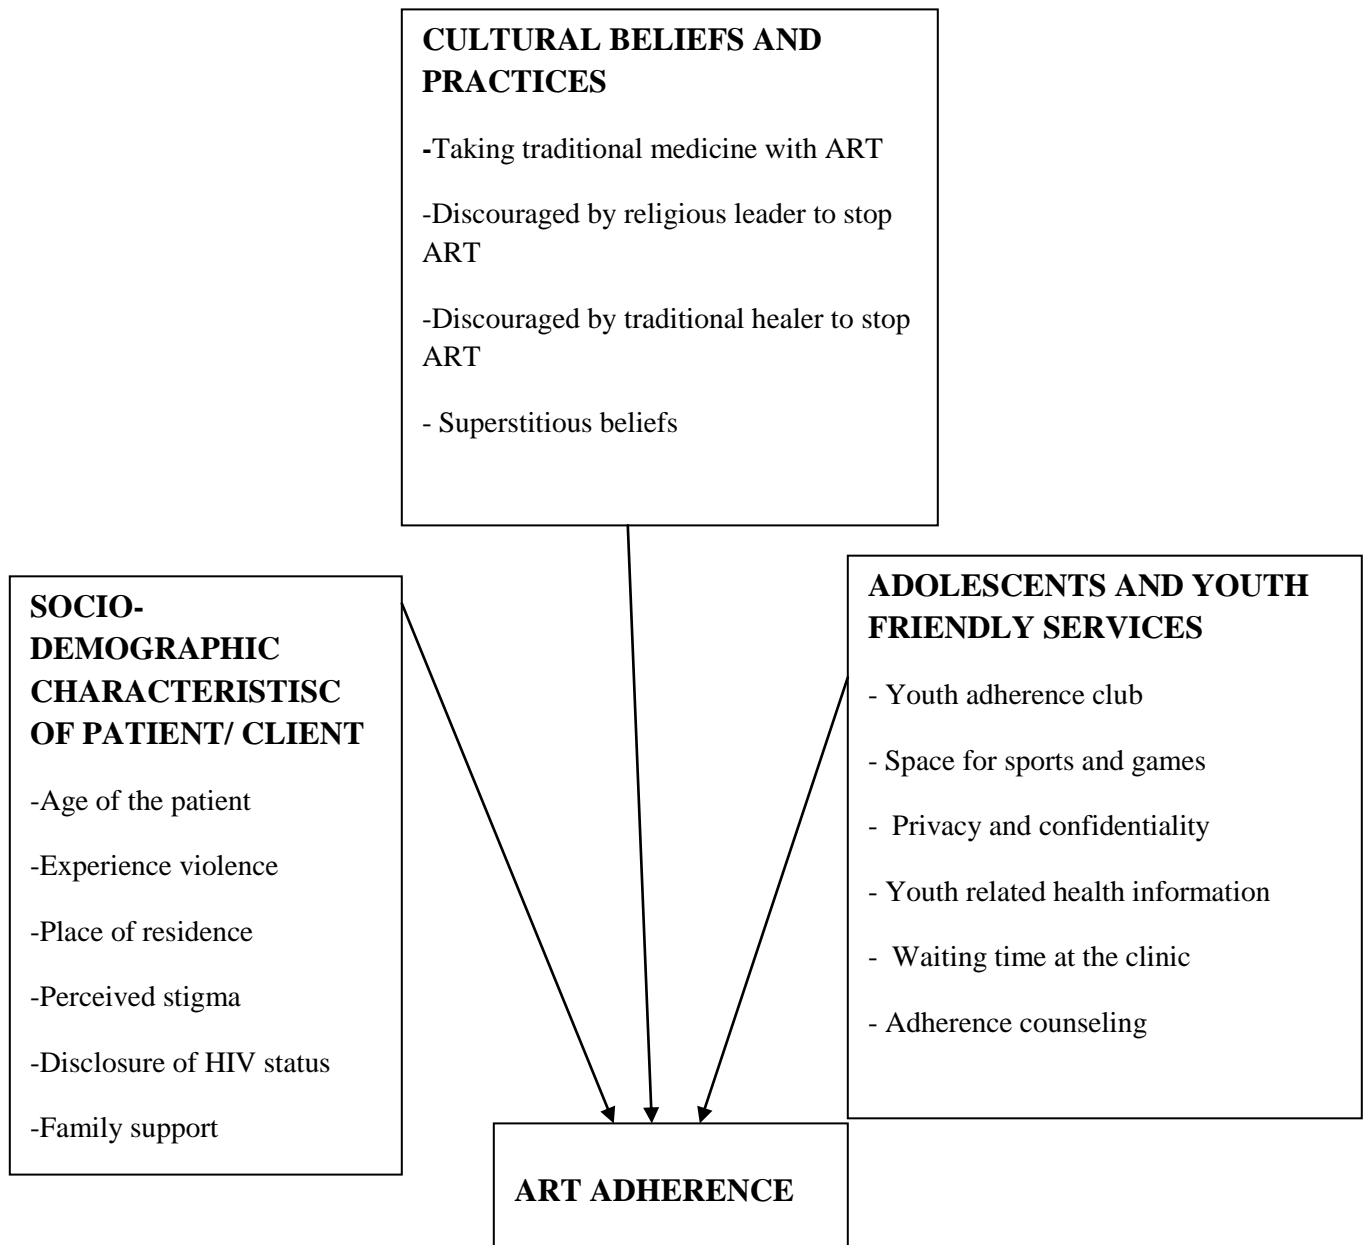 CULTURAL BELIEFS AND
PRACTICES
-Taking traditional medicine with ART
-Discouraged by religious leader to stop
ART
-Discouraged by traditional healer to stop
ART
- Superstitious beliefs
SOCIO-
DEMOGRAPHIC
CHARACTERISTISC
OF PATIENT/ CLIENT
-Age of the patient
-Experience violence
-Place of residence
-Perceived stigma
-Disclosure of HIV status
-Family support
ADOLESCENTS AND YOUTH
FRIENDLY SERVICES
- Youth adherence club
- Space for sports and games
-  Privacy and confidentiality
- Youth related health information
-  Waiting time at the clinic
- Adherence counseling
ART ADHERENCE